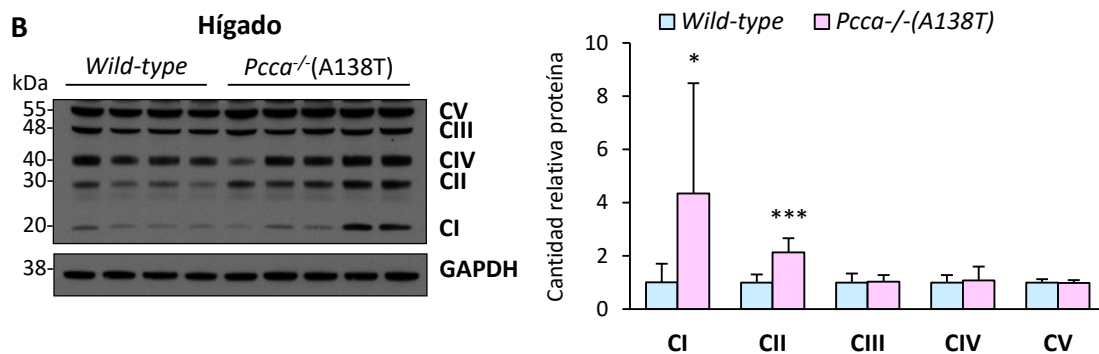 B
Hígado
Wild-type Pcca-/-(A138T)
kDa
55- CV
48- CIII
40- CIV
30- CII
20- CI
38- GAPDH
Wild-type Pcca-/-(A138T)
Cantidad relativa proteína
10
8
6
4
2
0
*
***
CI CII CIII CIV CV